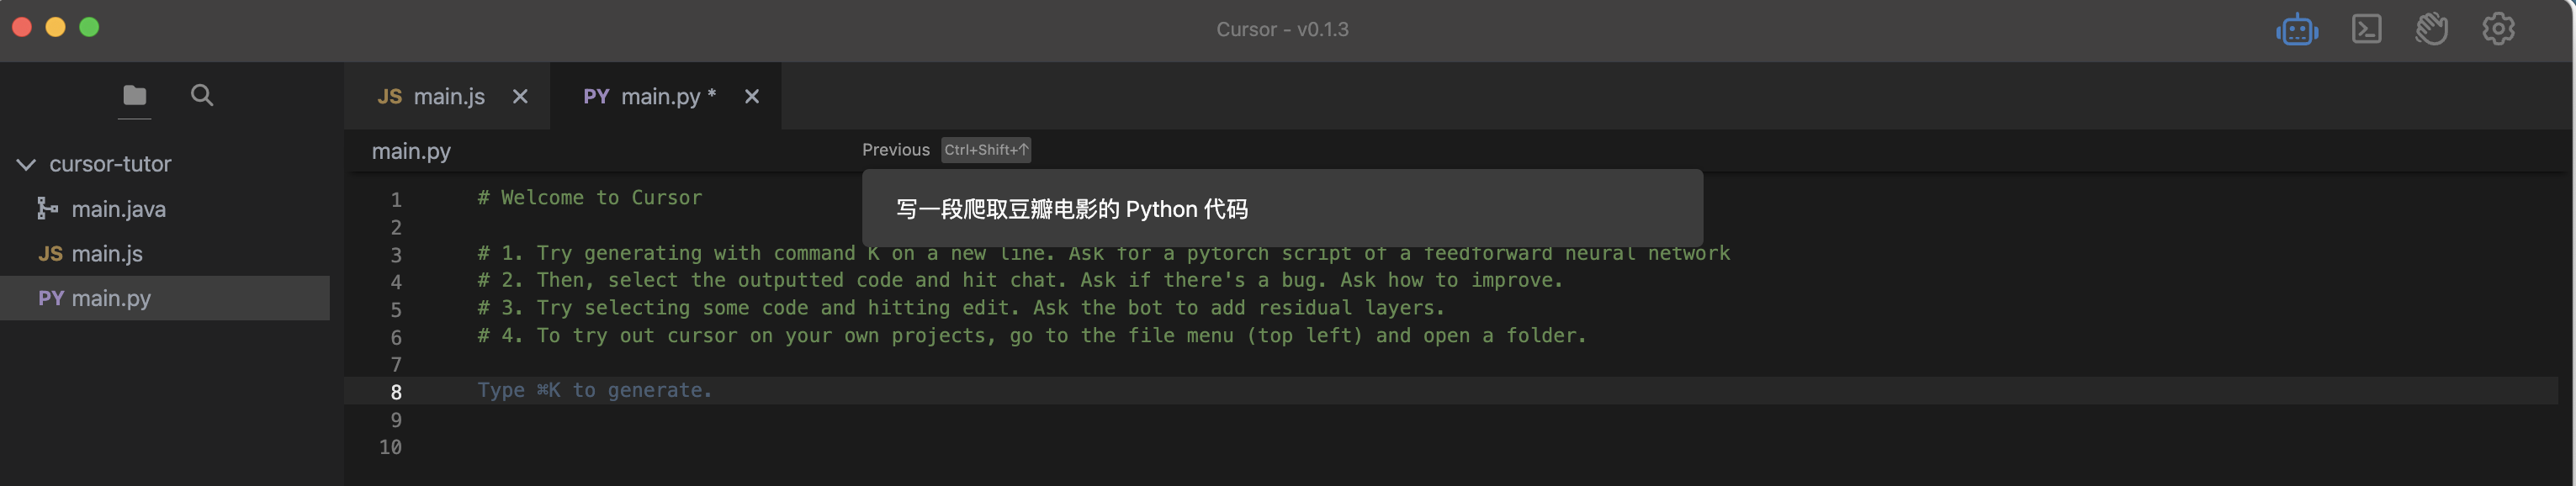 Cursor - v0.1.3
JS main.js
PY main.py *
main.py
Previous Ctrl+Shift+↑
写一段爬取豆瓣电影的 Python 代码
cursor-tutor
main.java
JS main.js
PY main.py
1 # Welcome to Cursor
2
3 # 1. Try generating with command K on a new line. Ask for a pytorch script of a feedforward neural network
4 # 2. Then, select the outputted code and hit chat. Ask if there's a bug. Ask how to improve.
5 # 3. Try selecting some code and hitting edit. Ask the bot to add residual layers.
6 # 4. To try out cursor on your own projects, go to the file menu (top left) and open a folder.
7
8 Type ⌘K to generate.
9
10